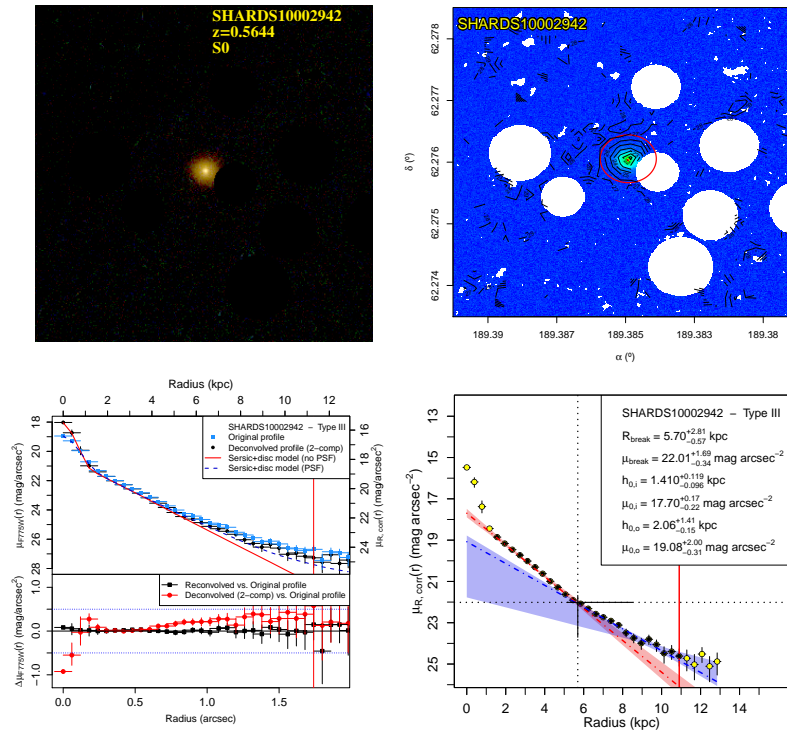 SHARDS10002942
z=0.5644
S0
SHARDS10002942
62.278
62.277
62.276
62.275
62.274
δ (º)
189.39
189.387
189.385
189.383
189.38
α (º)
Radius (kpc)
0 1 2 3 4 5 6 7 8 9 10 11 12 13
SHARDS10002942 − Type III
Original profile
Deconvolved profile (2−comp)
Sersic+disc model (no PSF)
Sersic+disc model (PSF)
18
20
22
24
26
28
μF775W(r) (mag/arcsec²)
16
18
20
22
24
μR, corr(r) (mag/arcsec²)
Reconvolved vs. Original profile
Deconvolved (2−comp) vs. Original profile
1.0
0.0
−1.0
ΔμF775W(r) (mag/arcsec²)
0.0 0.5 1.0 1.5
Radius (arcsec)
SHARDS10002942 − Type III
Rbreak = 5.70 +2.81 −0.57 kpc
μbreak = 22.01 +1.69 −0.34 mag arcsec−2
h0,i = 1.410 +0.119 −0.096 kpc
μ0,i = 17.70 +0.17 −0.22 mag arcsec−2
h0,o = 2.06 +1.41 −0.15 kpc
μ0,o = 19.08 +2.00 −0.31 mag arcsec−2
13
15
17
19
21
23
25
μR, corr(r) (mag arcsec−2)
0 2 4 6 8 10 12 14
Radius (kpc)